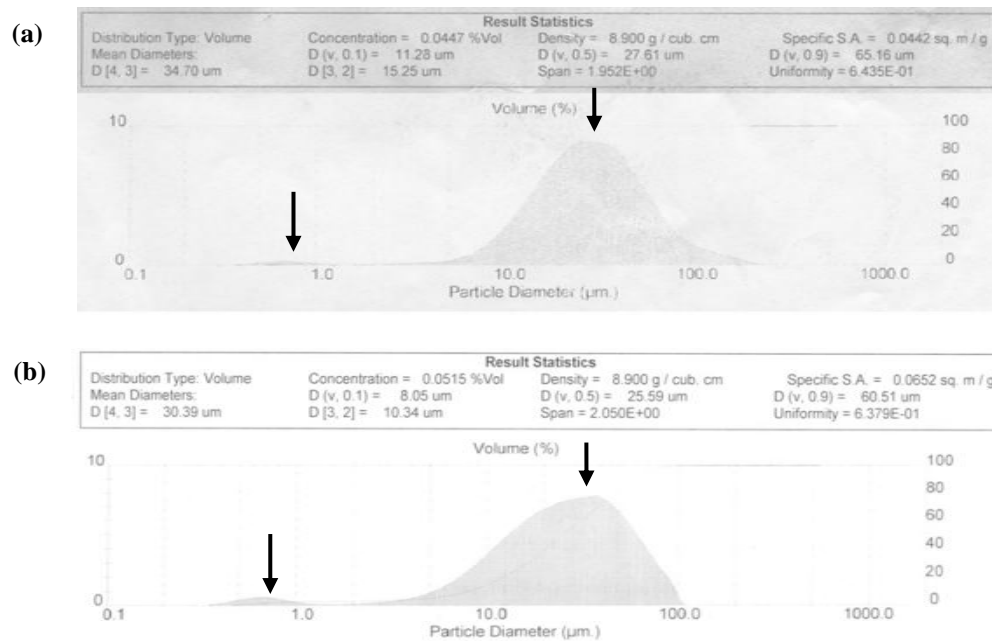 (a)
Result Statistics
Distribution Type: Volume Concentration = 0.0447 %Vol Density = 8.900 g / cub. cm Specific S.A. = 0.0442 sq. m / g
Mean Diameters: D (v, 0.1) = 11.28 um D (v, 0.5) = 27.61 um D (v, 0.9) = 65.16 um
D [4, 3] = 34.70 um D [3, 2] = 15.25 um Span = 1.952E+00 Uniformity = 6.435E-01
Volume (%)
10 100
80
60
40
20
0 0
0.1 1.0 10.0 100.0 1000.0
Particle Diameter (µm.)
(b)
Result Statistics
Distribution Type: Volume Concentration = 0.0515 %Vol Density = 8.900 g / cub. cm Specific S.A. = 0.0652 sq. m / g
Mean Diameters: D (v, 0.1) = 8.05 um D (v, 0.5) = 25.59 um D (v, 0.9) = 60.51 um
D [4, 3] = 30.39 um D [3, 2] = 10.34 um Span = 2.050E+00 Uniformity = 6.379E-01
Volume (%)
10 100
80
60
40
20
0 0
0.1 1.0 10.0 100.0 1000.0
Particle Diameter (µm.)